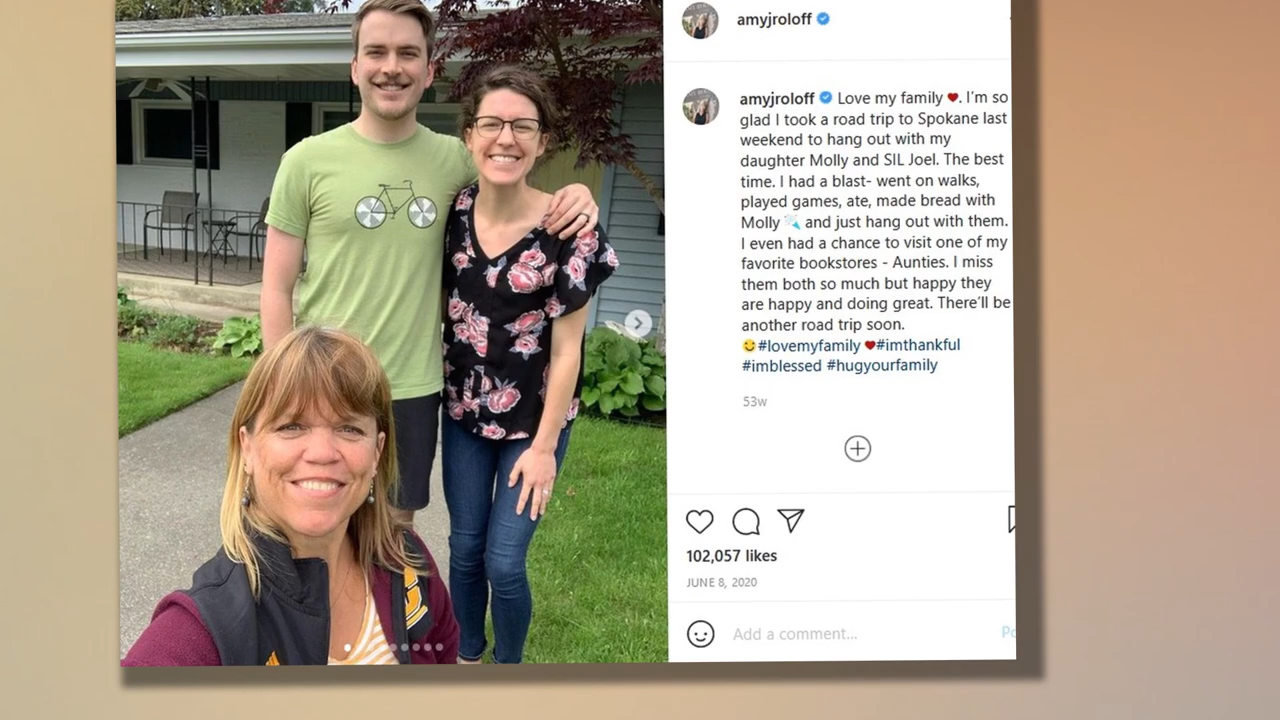 amyjroloff
amyjroloff Love my family ❤. I'm so
glad I took a road trip to Spokane last
weekend to hang out with my
daughter Molly and SIL Joel. The best
time. I had a blast- went on walks,
played games, ate, made bread with
Molly 🍾 and just hang out with them.
I even had a chance to visit one of my
favorite bookstores - Aunties. I miss
them both so much but happy they
are happy and doing great. There'll be
another road trip soon.
😊#lovemyfamily ❤#imthankful
#imblessed #hugyourfamily
53w
102,057 likes
JUNE 8, 2020
Add a comment...